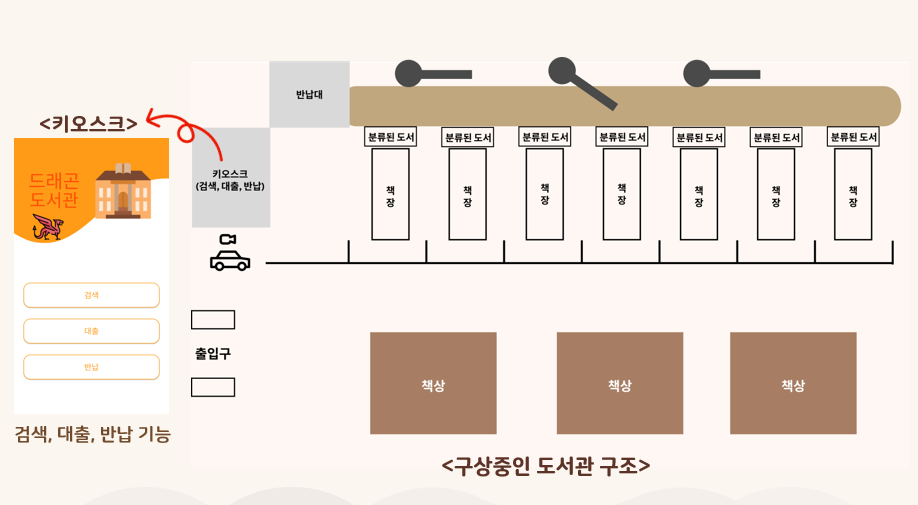 <키오스크>
드래곤
도서관
검색
대출
반납
검색, 대출, 반납 기능
반납대
키오스크
(검색, 대출, 반납)
분류된 도서
분류된 도서
분류된 도서
분류된 도서
분류된 도서
분류된 도서
분류된 도서
책
장
책
장
책
장
책
장
책
장
책
장
책
장
출입구
책상
책상
책상
<구상중인 도서관 구조>